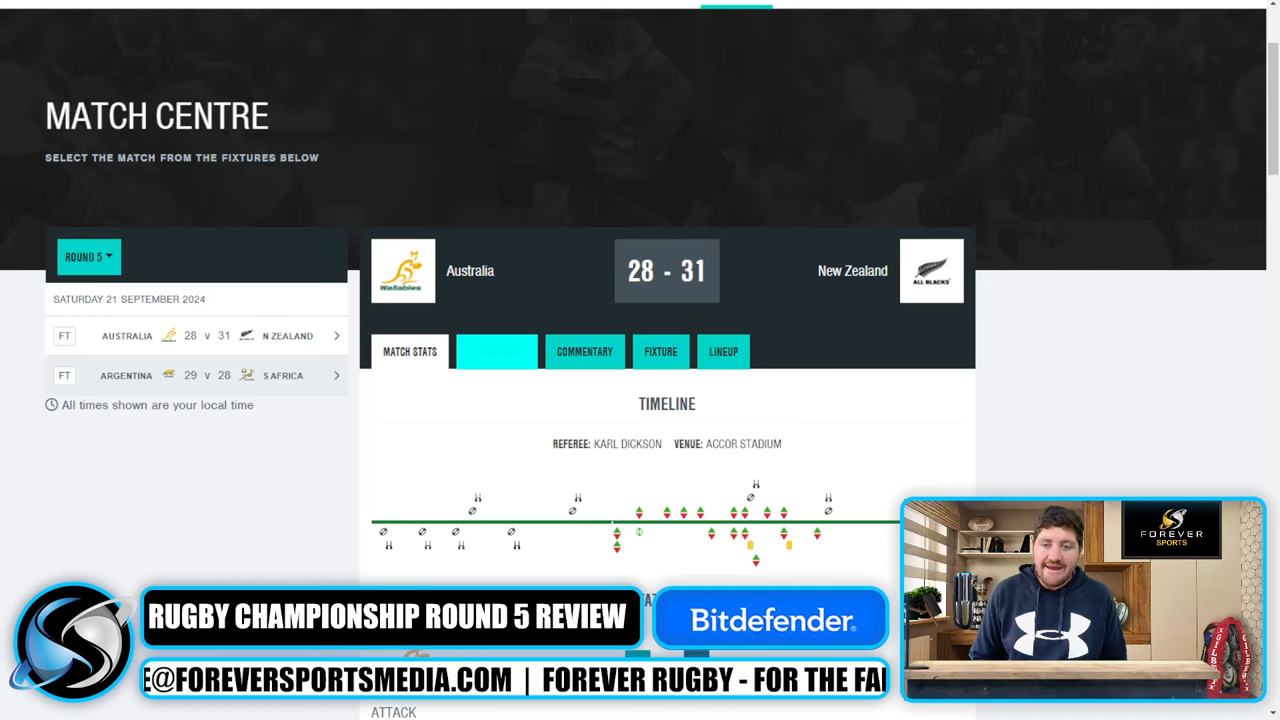 MATCH CENTRE
SELECT THE MATCH FROM THE FIXTURES BELOW
ROUND 5
SATURDAY 21 SEPTEMBER 2024
FT AUSTRALIA 28 v 31 N ZEALAND
FT ARGENTINA 29 v 28 S AFRICA
All times shown are your local time
Wallabies
Australia
28 - 31
New Zealand
ALL BLACKS
MATCH STATS
COMMENTARY
FIXTURE
LINEUP
TIMELINE
REFEREE: KARL DICKSON VENUE: ACCOR STADIUM
ATTACK
RUGBY CHAMPIONSHIP ROUND 5 REVIEW
Bitdefender
E@FOREVERSPORTSMEDIA.COM | FOREVER RUGBY - FOR THE FA
FOREVER
SPORTS